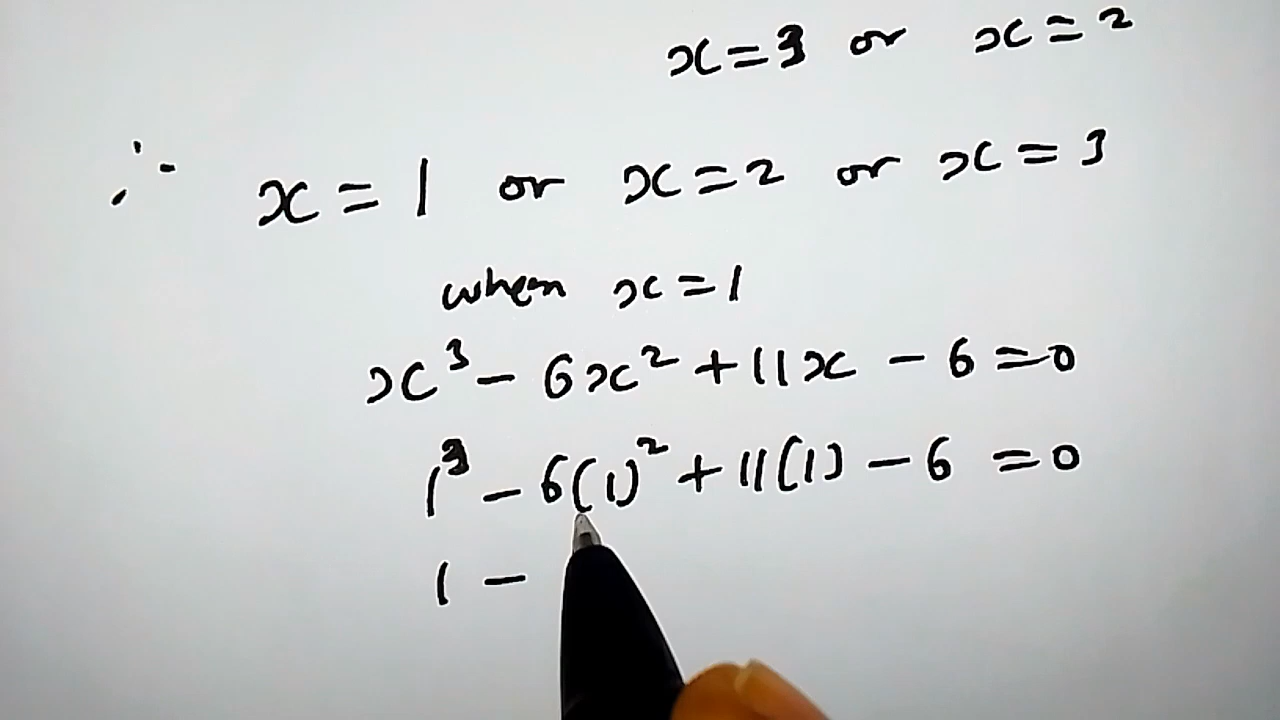 x = 3 or x = 2
∴ x = 1 or x = 2 or x = 3
when x = 1
x³ - 6x² + 11x - 6 = 0
1³ - 6(1)² + 11(1) - 6 = 0
1 -